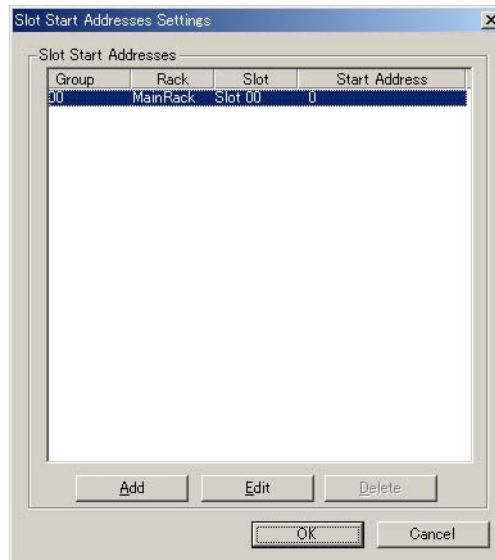 Slot Start Addresses Settings
Slot Start Addresses
Group Rack Slot Start Address
00 MainRack Slot 00 0
Add Edit Delete
OK Cancel